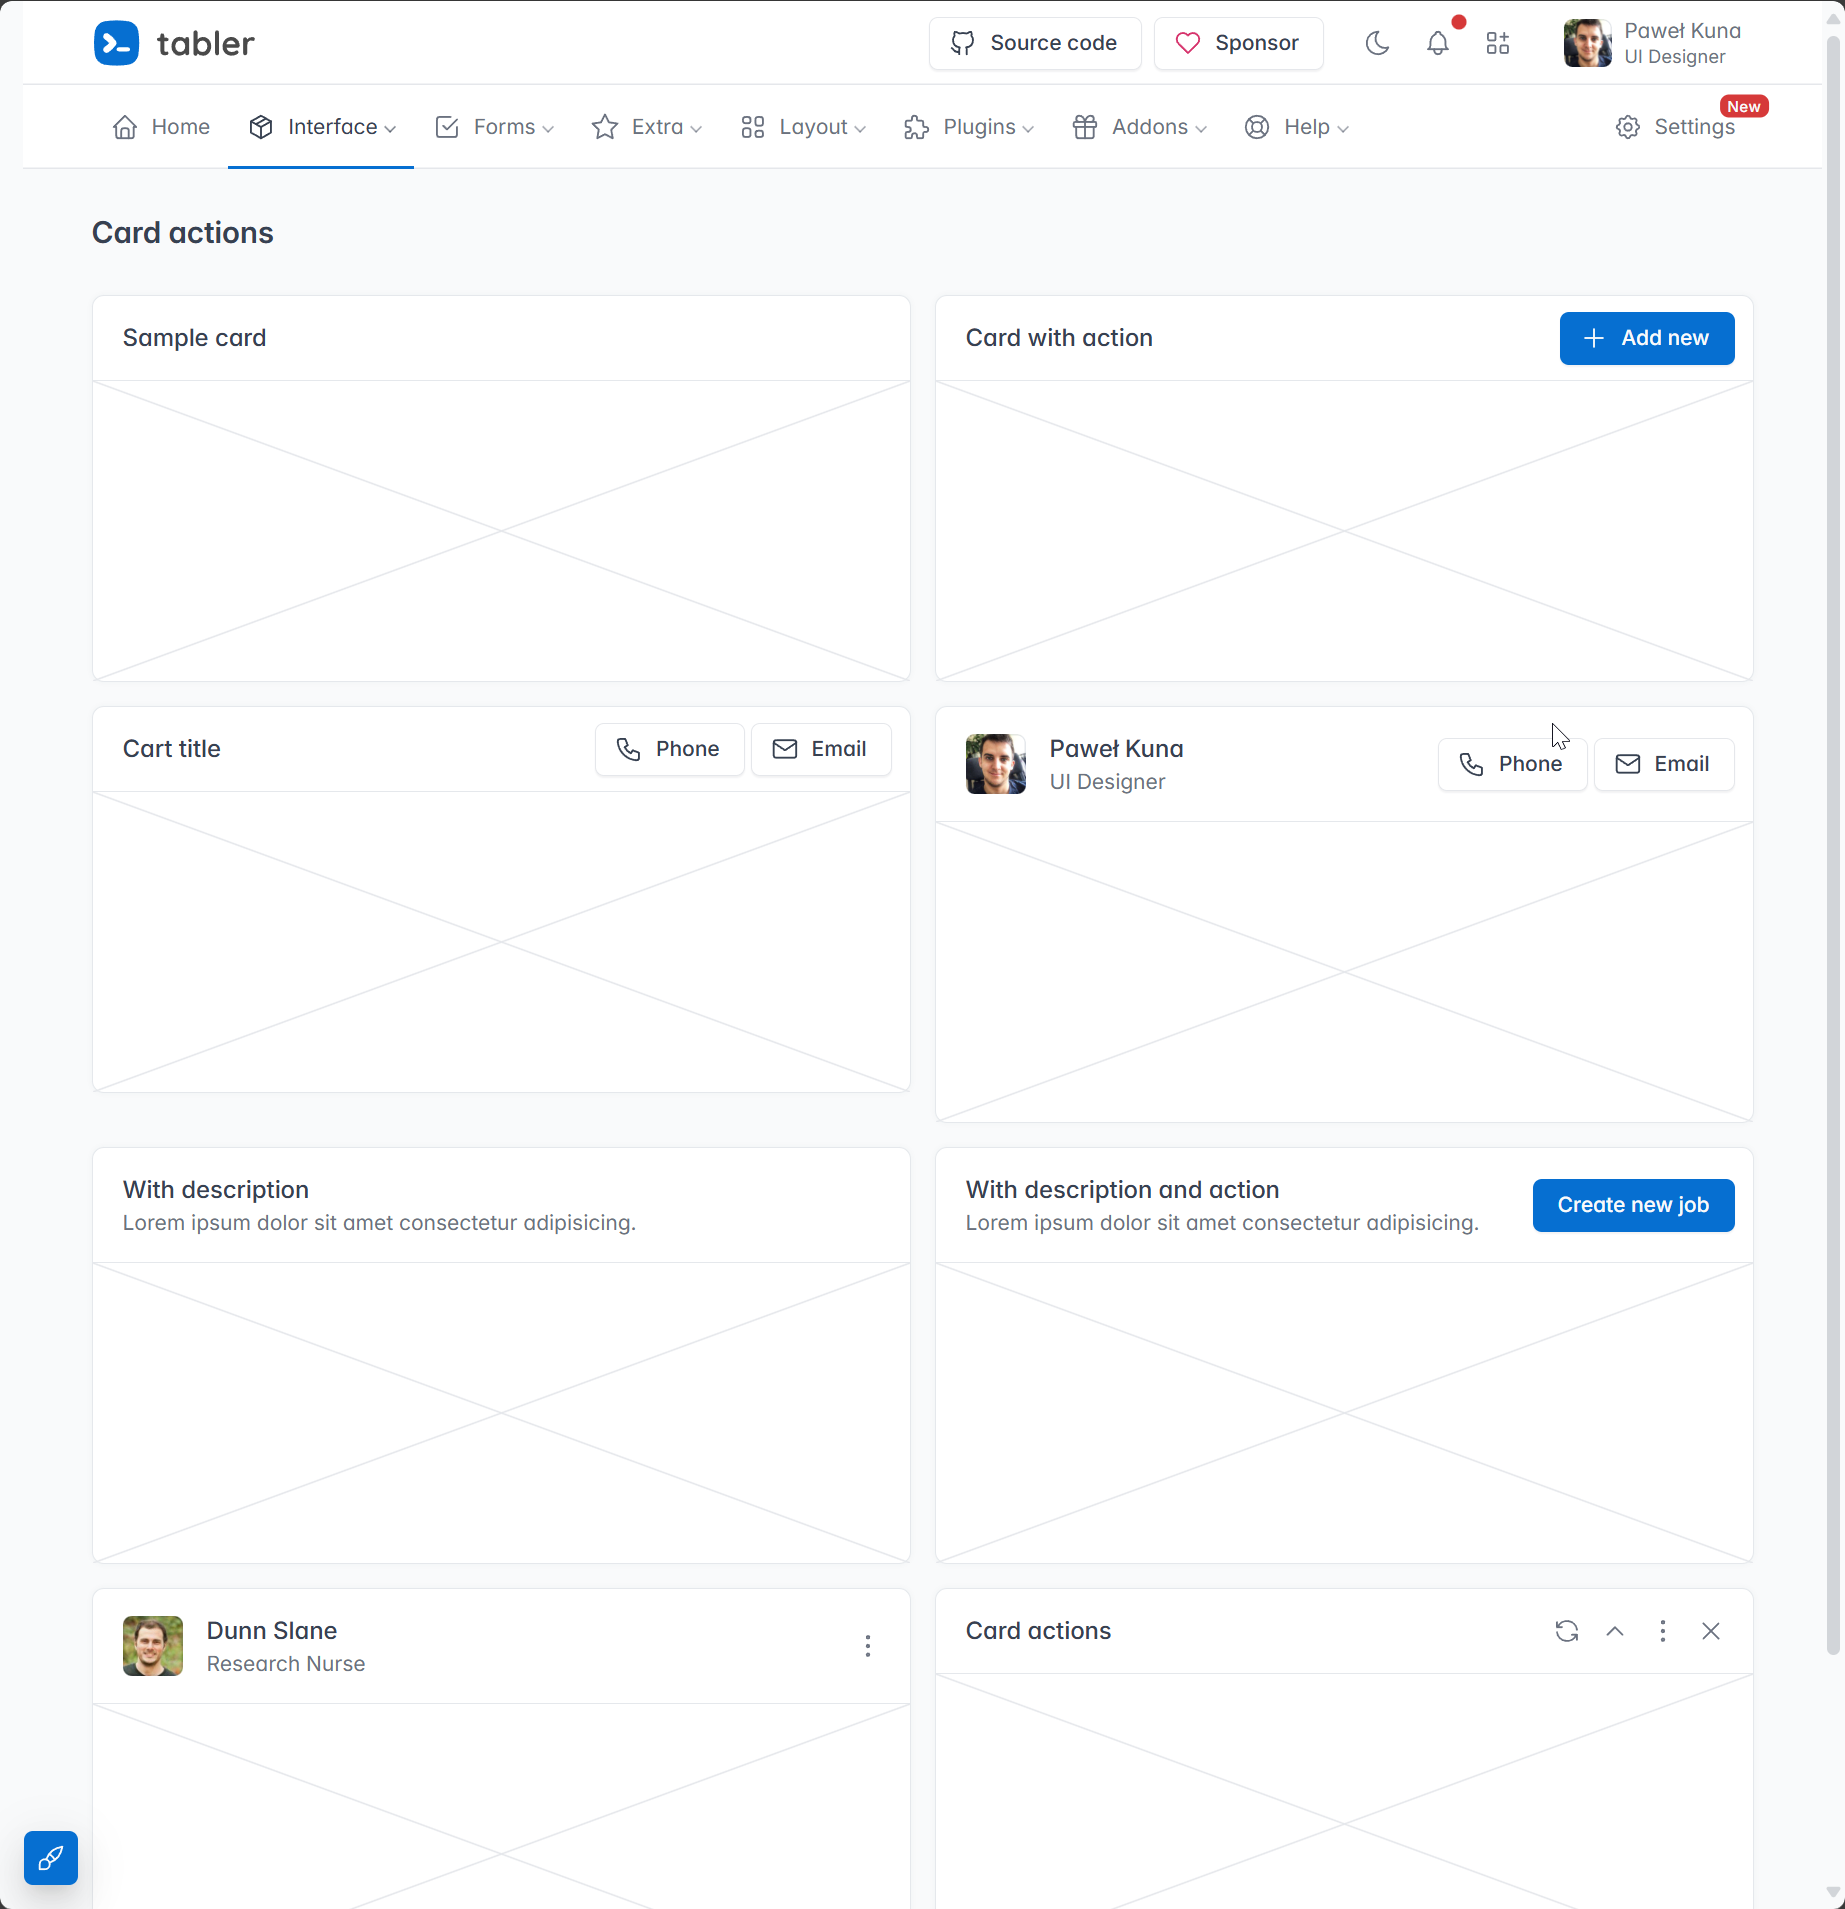 tabler
Source code
Sponsor
Paweł Kuna
UI Designer
Home
Interface
Forms
Extra
Layout
Plugins
Addons
Help
Settings
New
Card actions
Sample card
Card with action
Add new
Cart title
Phone
Email
Paweł Kuna
UI Designer
Phone
Email
With description
Lorem ipsum dolor sit amet consectetur adipisicing.
With description and action
Lorem ipsum dolor sit amet consectetur adipisicing.
Create new job
Dunn Slane
Research Nurse
Card actions